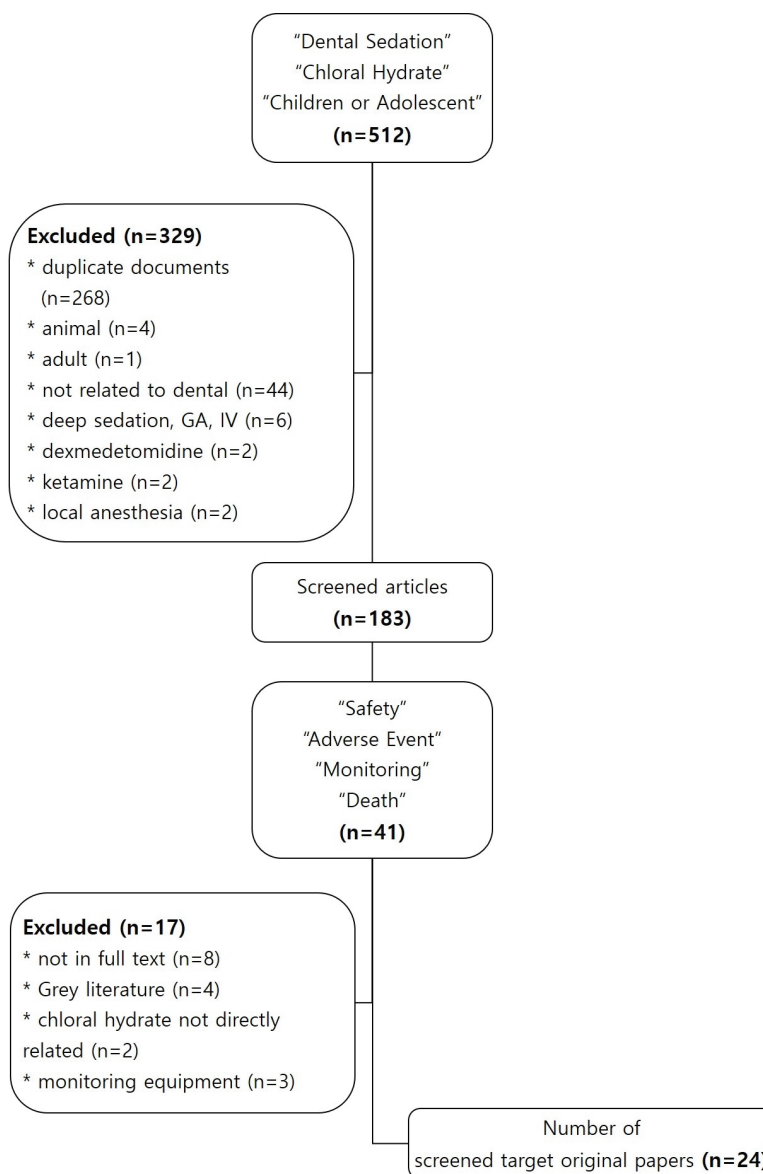 “Dental Sedation”
“Chloral Hydrate”
“Children or Adolescent”
(n=512)
Excluded (n=329)
* duplicate documents
(n=268)
* animal (n=4)
* adult (n=1)
* not related to dental (n=44)
* deep sedation, GA, IV (n=6)
* dexmedetomidine (n=2)
* ketamine (n=2)
* local anesthesia (n=2)
Screened articles
(n=183)
“Safety”
“Adverse Event”
“Monitoring”
“Death”
(n=41)
Excluded (n=17)
* not in full text (n=8)
* Grey literature (n=4)
* chloral hydrate not directly
related (n=2)
* monitoring equipment (n=3)
Number of
screened target original papers (n=24)